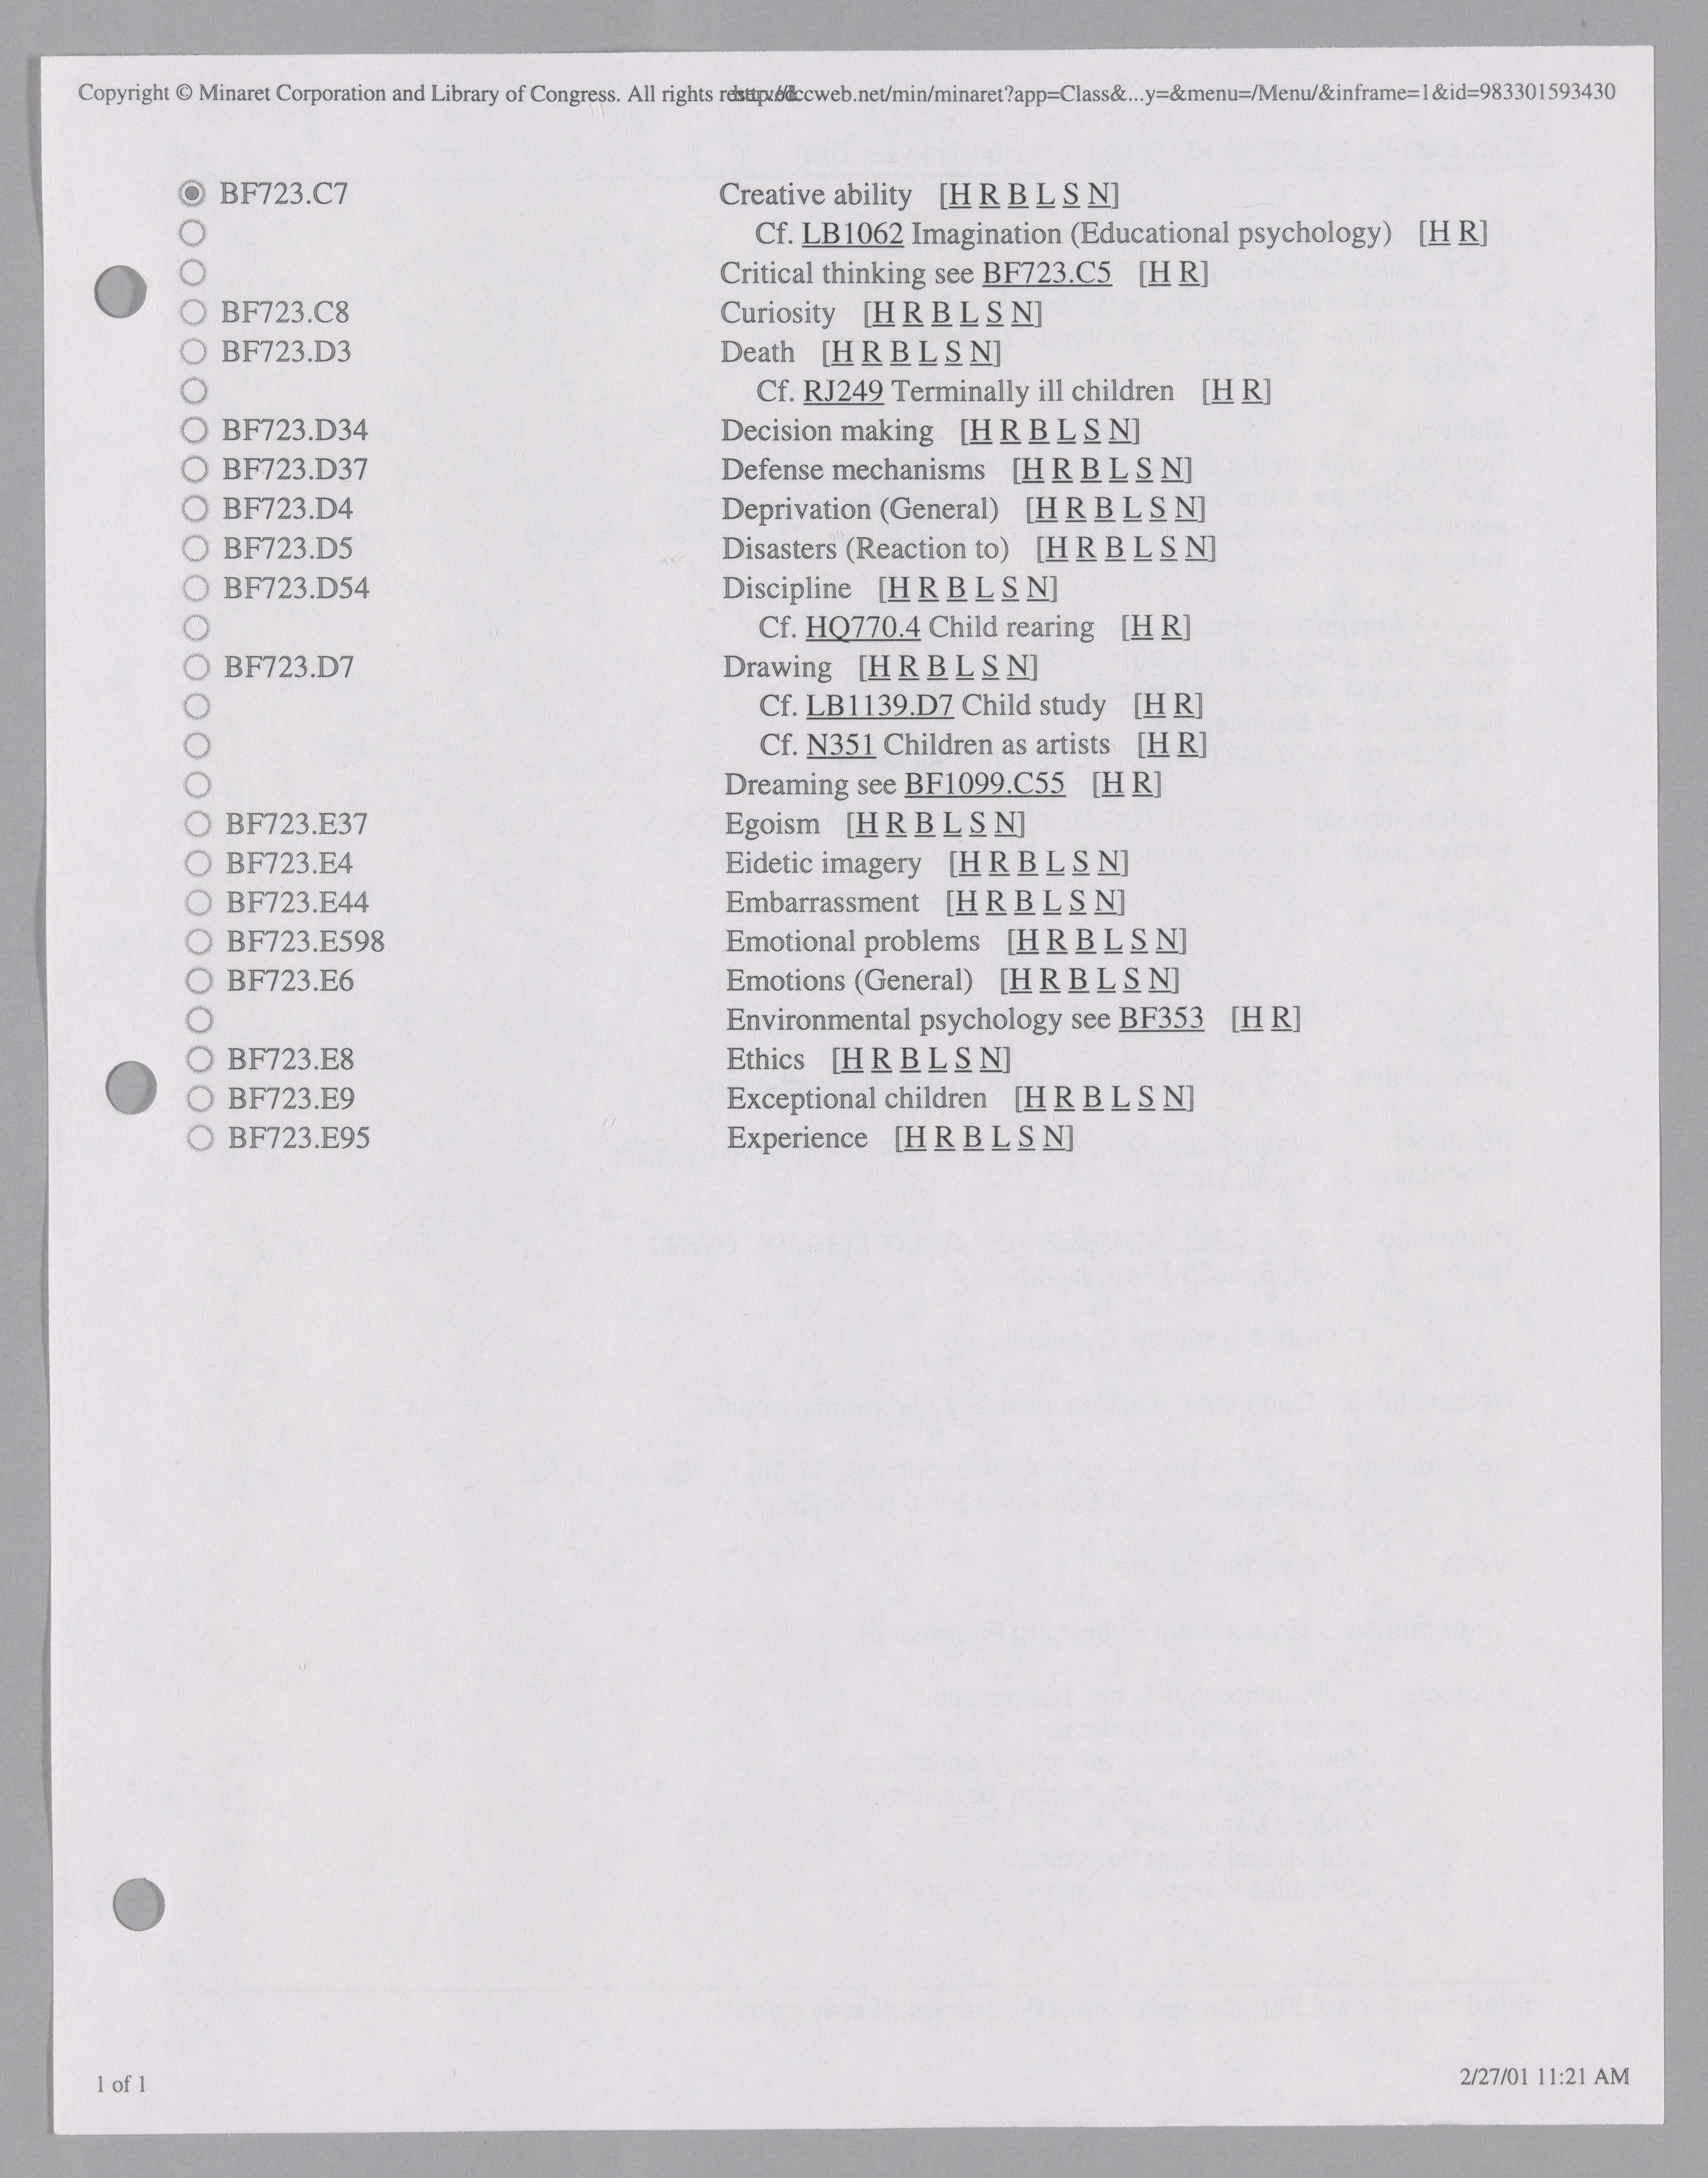 Copyright © Minaret Corporation and Library of Congress. All rights ccweb.net/min/minaret?app=Class&...y=&menu=/Menu/&inframe=1&id=983301593430
BF723.C7 Creative ability [H R B L S N]
Cf. LB1062 Imagination (Educational psychology) [H R]
Critical thinking see BF723.C5 [H R]
BF723.C8 Curiosity [H R B L S N]
BF723.D3 Death [H R B L S N]
Cf. RJ249 Terminally ill children [H R]
BF723.D34 Decision making [H R B L S N]
BF723.D37 Defense mechanisms [H R B L S N]
BF723.D4 Deprivation (General) [H R B L S N]
BF723.D5 Disasters (Reaction to) [H R B L S N]
BF723.D54 Discipline [H R B L S N]
Cf. HQ770.4 Child rearing [H R]
BF723.D7 Drawing [H R B L S N]
Cf. LB1139.D7 Child study [H R]
Cf. N351 Children as artists [H R]
Dreaming see BF1099.C55 [H R]
BF723.E37 Egoism [H R B L S N]
BF723.E4 Eidetic imagery [H R B L S N]
BF723.E44 Embarrassment [H R B L S N]
BF723.E598 Emotional problems [H R B L S N]
BF723.E6 Emotions (General) [H R B L S N]
Environmental psychology see BF353 [H R]
BF723.E8 Ethics [H R B L S N]
BF723.E9 Exceptional children [H R B L S N]
BF723.E95 Experience [H R B L S N]
1 of 1
2/27/01 11:21 AM